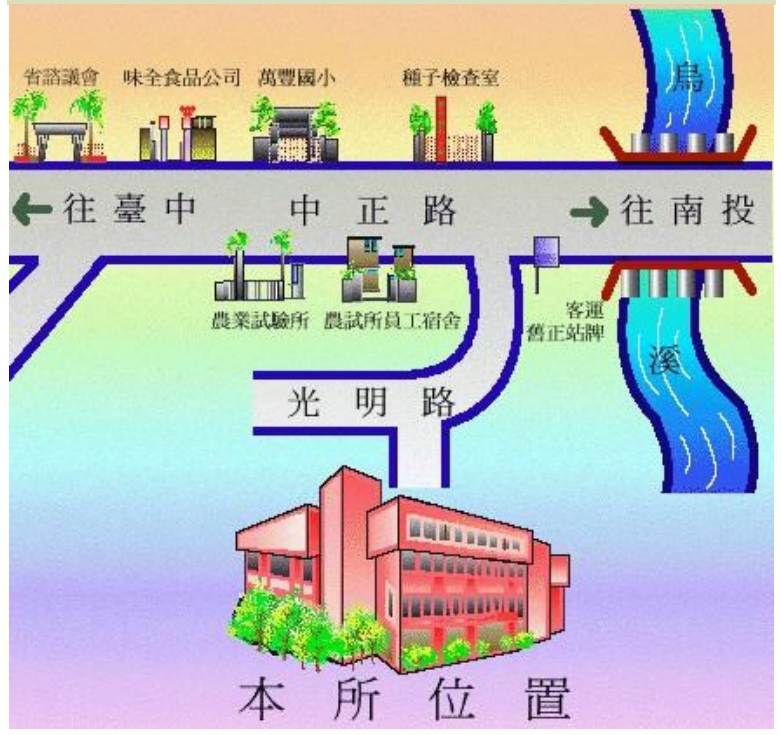 省諮議會 味全食品公司 萬豐國小 種子檢查室
烏
←往臺中 中正路 →往南投
農業試驗所 農試所員工宿舍
客運
舊正站牌
溪
光明路
本所位置